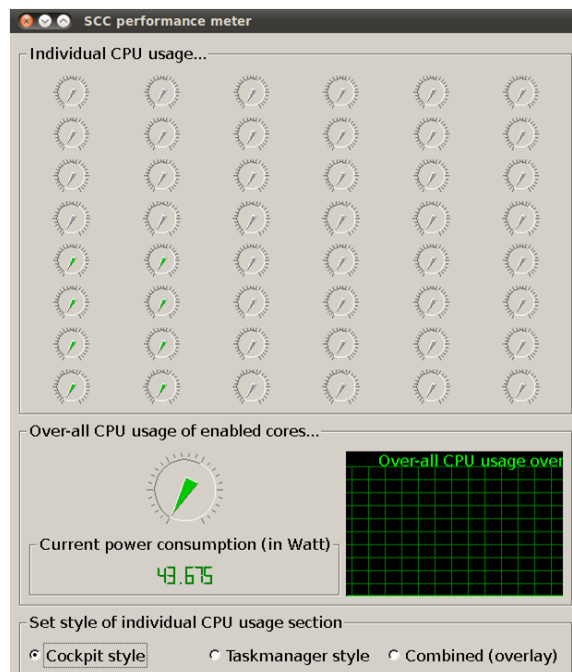 SCC performance meter
Individual CPU usage...
Over-all CPU usage of enabled cores...
Over-all CPU usage over
Current power consumption (in Watt)
43.675
Set style of individual CPU usage section
Cockpit style
Taskmanager style
Combined (overlay)